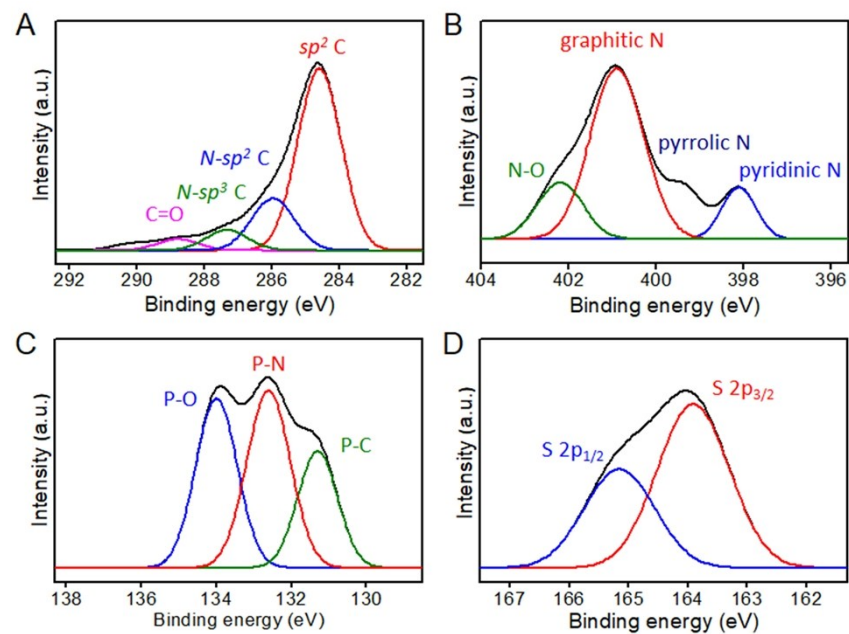 A
sp² C
N-sp² C
N-sp³ C
C=O
Intensity (a.u.)
292 290 288 286 284 282
Binding energy (eV)
B
graphitic N
pyrrolic N
N-O
pyridinic N
Intensity (a.u.)
404 402 400 398 396
Binding energy (eV)
C
P-N
P-O
P-C
Intensity (a.u.)
138 136 134 132 130
Binding energy (eV)
D
S 2p₃/₂
S 2p₁/₂
Intensity (a.u.)
167 166 165 164 163 162
Binding energy (eV)